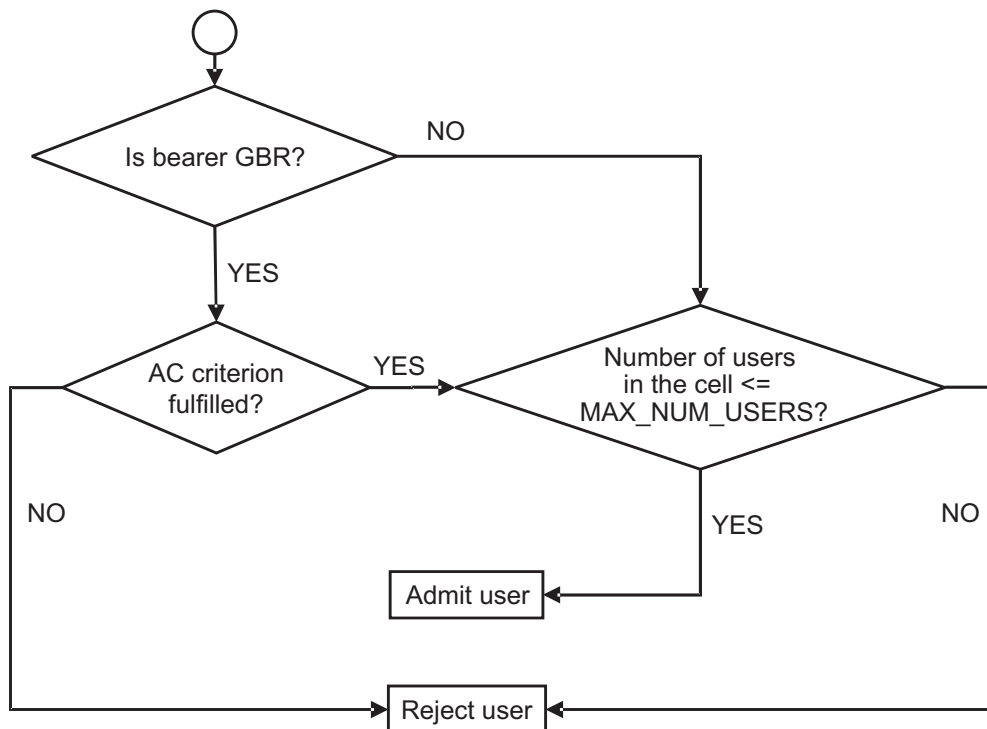 NO
Is bearer GBR?
YES
AC criterion
fulfilled?
YES
Number of users
in the cell <=
MAX_NUM_USERS?
NO
YES
NO
Admit user
Reject user